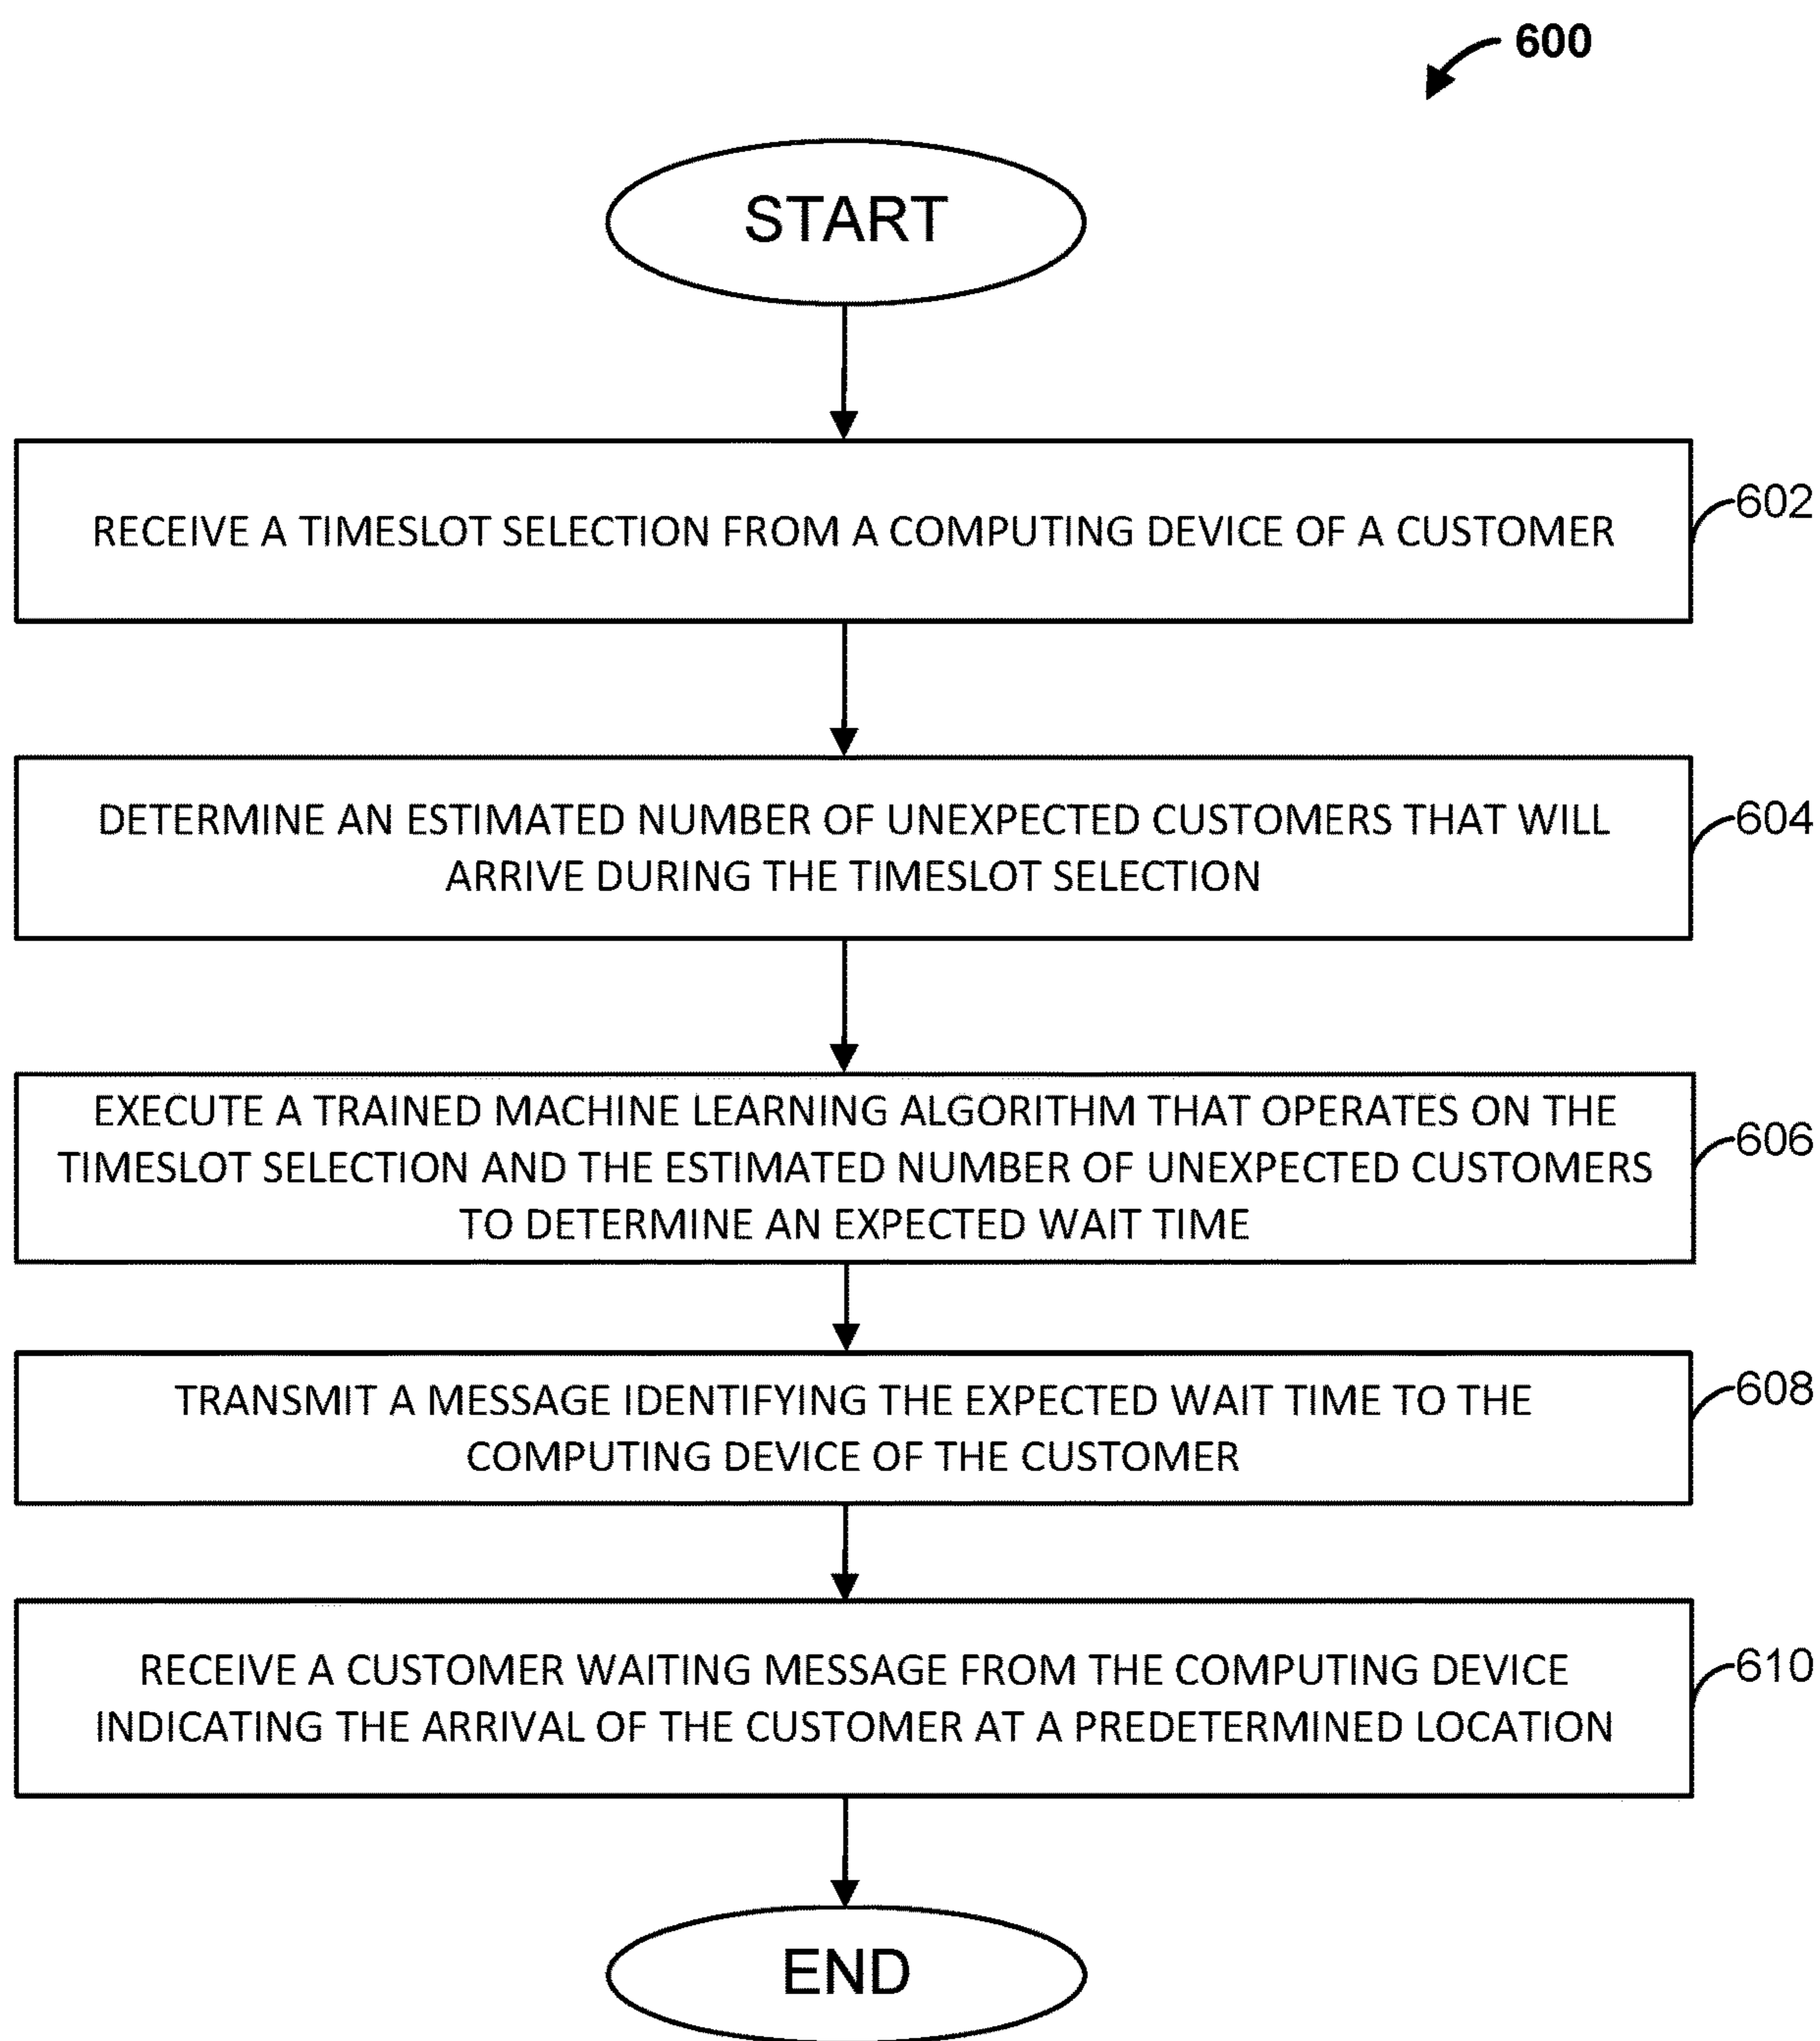 600
START
RECEIVE A TIMESLOT SELECTION FROM A COMPUTING DEVICE OF A CUSTOMER
602
DETERMINE AN ESTIMATED NUMBER OF UNEXPECTED CUSTOMERS THAT WILL
ARRIVE DURING THE TIMESLOT SELECTION
604
EXECUTE A TRAINED MACHINE LEARNING ALGORITHM THAT OPERATES ON THE
TIMESLOT SELECTION AND THE ESTIMATED NUMBER OF UNEXPECTED CUSTOMERS
TO DETERMINE AN EXPECTED WAIT TIME
606
TRANSMIT A MESSAGE IDENTIFYING THE EXPECTED WAIT TIME TO THE
COMPUTING DEVICE OF THE CUSTOMER
608
RECEIVE A CUSTOMER WAITING MESSAGE FROM THE COMPUTING DEVICE
INDICATING THE ARRIVAL OF THE CUSTOMER AT A PREDETERMINED LOCATION
610
END